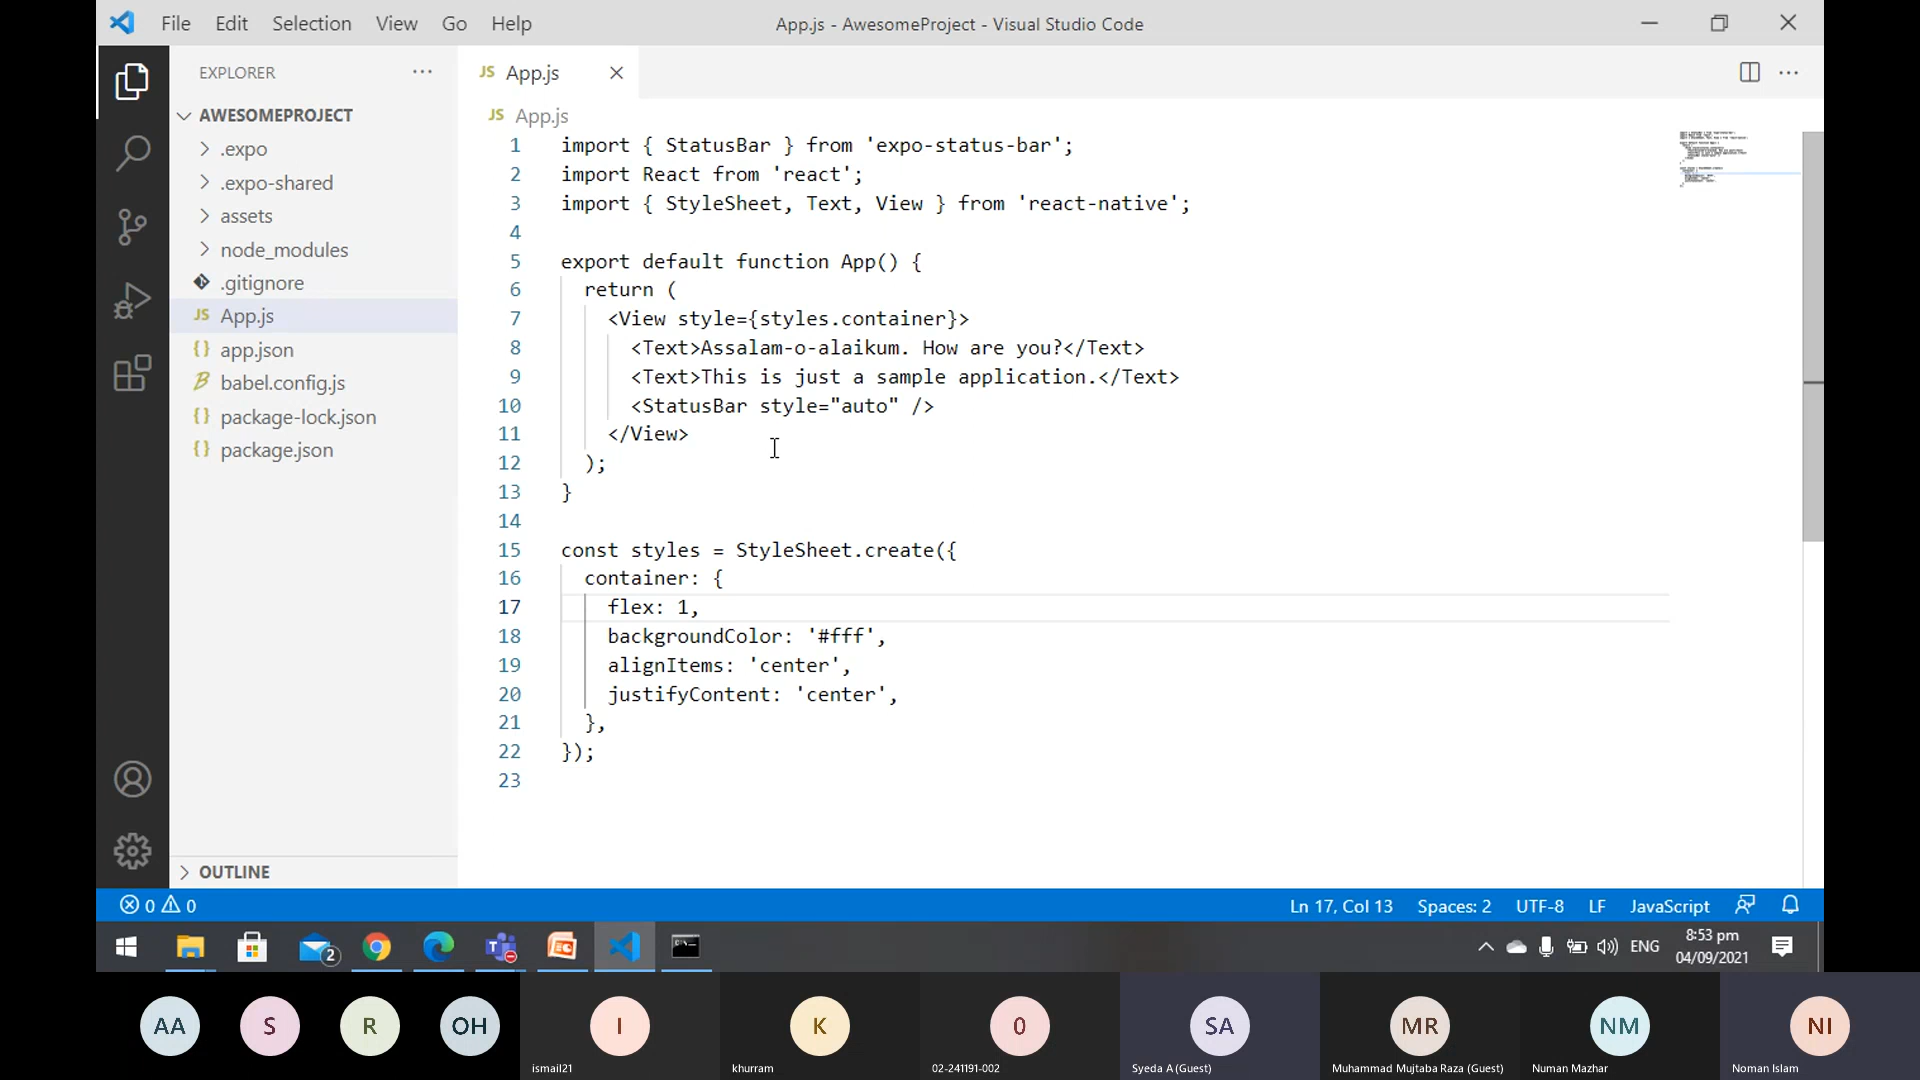 File Edit Selection View Go Help
App.js - AwesomeProject - Visual Studio Code
EXPLORER
AWESOMEPROJECT
.expo
.expo-shared
assets
node_modules
.gitignore
JS App.js
{} app.json
babel.config.js
{} package-lock.json
{} package.json
OUTLINE
JS App.js
JS App.js
1 import { StatusBar } from 'expo-status-bar';
2 import React from 'react';
3 import { StyleSheet, Text, View } from 'react-native';
4
5 export default function App() {
6 return (
7 <View style={styles.container}>
8 <Text>Assalam-o-alaikum. How are you?</Text>
9 <Text>This is just a sample application.</Text>
10 <StatusBar style="auto" />
11 </View>
12 );
13 }
14
15 const styles = StyleSheet.create({
16 container: {
17 flex: 1,
18 backgroundColor: '#fff',
19 alignItems: 'center',
20 justifyContent: 'center',
21 },
22 });
23
0 0
Ln 17, Col 13 Spaces: 2 UTF-8 LF JavaScript
2
ENG
8:53 pm
04/09/2021
AA S R OH I K 0 SA MR NM NI
ismail21 khurram 02-241191-002 Syeda A (Guest) Muhammad Mujtaba Raza (Guest) Numan Mazhar Noman Islam